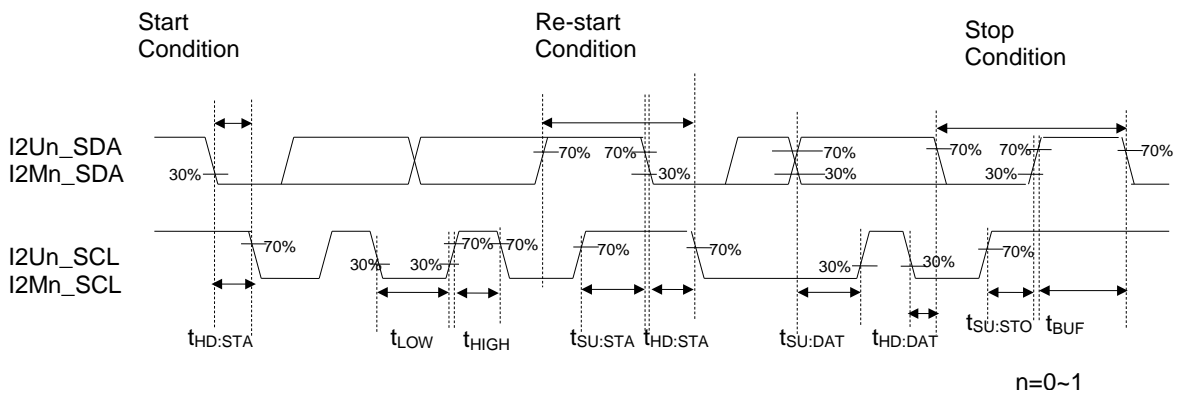 Start
Condition
Re-start
Condition
Stop
Condition
I2Un_SDA
I2Mn_SDA
30%
70%
70%
30%
70%
30%
70%
70%
30%
70%
I2Un_SCL
I2Mn_SCL
70%
30%
30%
70%
70%
70%
70%
30%
30%
70%
tHD:STA
tLOW
tHIGH
tSU:STA
tHD:STA
tSU:DAT
tHD:DAT
tSU:STO
tBUF
n=0~1